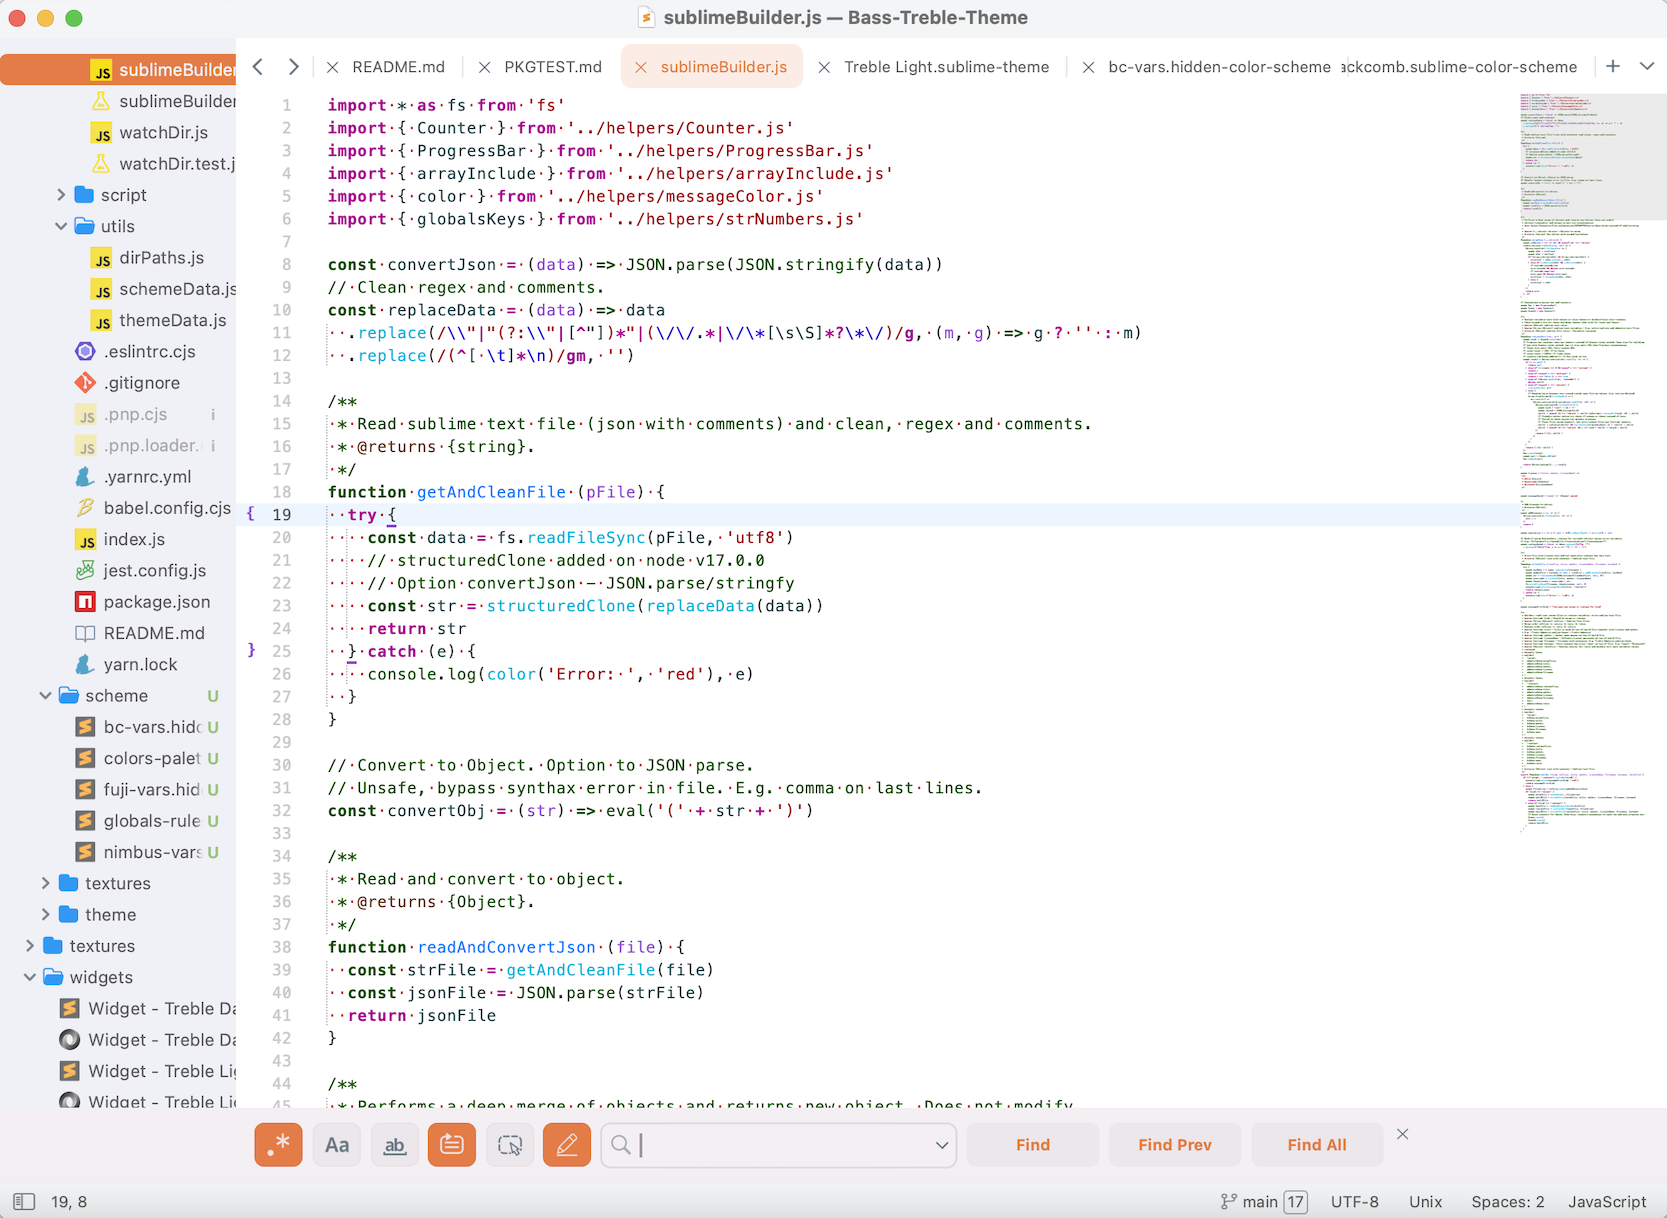 sublimeBuilder.js — Bass-Treble-Theme
sublimeBuilder
sublimeBuilder
watchDir.js
watchDir.test.j
script
utils
dirPaths.js
schemeData.js
themeData.js
.eslintrc.cjs
.gitignore
.pnp.cjs i
.pnp.loader. i
.yarnrc.yml
babel.config.cjs
index.js
jest.config.js
package.json
README.md
yarn.lock
scheme U
bc-vars.hidd U
colors-palet U
fuji-vars.hid U
globals-rule U
nimbus-vars U
textures
theme
textures
widgets
Widget - Treble Da
Widget - Treble Da
Widget - Treble Lig
Widget - Treble Lig
README.md
PKGTEST.md
sublimeBuilder.js
Treble Light.sublime-theme
bc-vars.hidden-color-scheme
ackcomb.sublime-color-scheme
1 import * as fs from 'fs'
2 import { Counter } from '../helpers/Counter.js'
3 import { ProgressBar } from '../helpers/ProgressBar.js'
4 import { arrayInclude } from '../helpers/arrayInclude.js'
5 import { color } from '../helpers/messageColor.js'
6 import { globalsKeys } from '../helpers/strNumbers.js'
7
8 const convertJson = (data) => JSON.parse(JSON.stringify(data))
9 // Clean regex and comments.
10 const replaceData = (data) => data
11 .replace(/\\"|"(?:\\"|[^"])*"|(\/\/.*|\/\*[\s\S]*?\*\/)/g, (m, g) => g ? '' : m)
12 .replace(/(^[ \t]*\n)/gm, '')
13
14 /**
15 * Read sublime text file (json with comments) and clean, regex and comments.
16 * @returns {string}.
17 */
18 function getAndCleanFile (pFile) {
{ 19 try {
20 const data = fs.readFileSync(pFile, 'utf8')
21 // structuredClone added on node v17.0.0
22 // Option convertJson - JSON.parse/stringfy
23 const str = structuredClone(replaceData(data))
24 return str
} 25 } catch (e) {
26 console.log(color('Error: ', 'red'), e)
27 }
28 }
29
30 // Convert to Object. Option to JSON parse.
31 // Unsafe, bypass synthax error in file. E.g. comma on last lines.
32 const convertObj = (str) => eval('(' + str + ')')
33
34 /**
35 * Read and convert to object.
36 * @returns {Object}.
37 */
38 function readAndConvertJson (file) {
39 const strFile = getAndCleanFile(file)
40 const jsonFile = JSON.parse(strFile)
41 return jsonFile
42 }
43
44 /**
45 * Performs a deep merge of objects and returns new object. Does not modify
.* Aa ab
Find
Find Prev
Find All
19, 8
main 17 UTF-8 Unix Spaces: 2 JavaScript